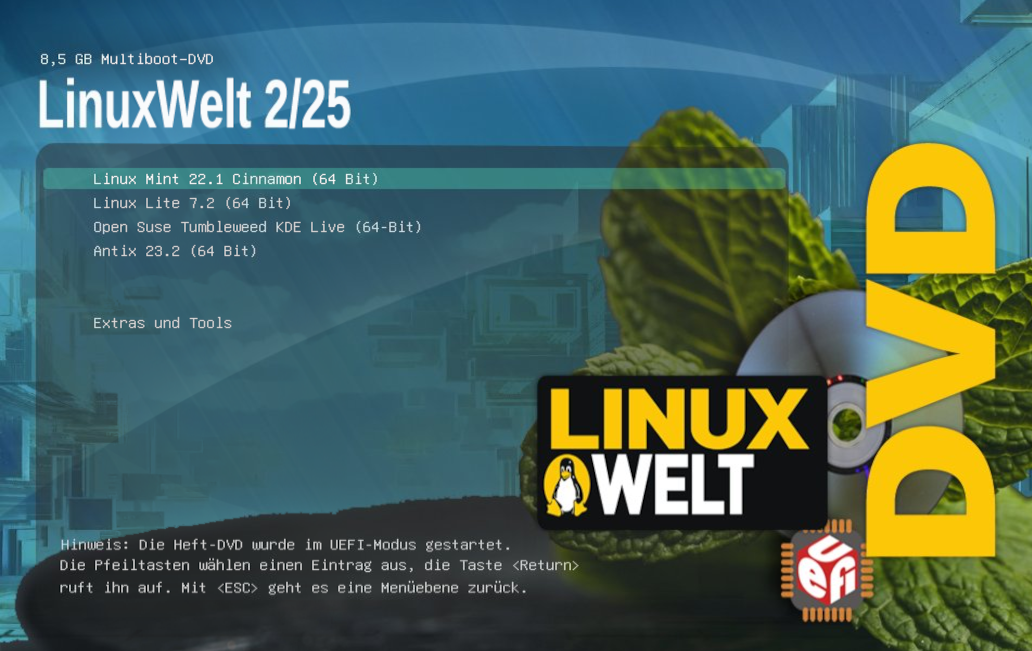 8,5 GB Multiboot-DVD
LinuxWelt 2/25
Linux Mint 22.1 Cinnamon (64 Bit)
Linux Lite 7.2 (64 Bit)
Open Suse Tumbleweed KDE Live (64-Bit)
Antix 23.2 (64 Bit)
Extras und Tools
DVD
LINUX
WELT
Hinweis: Die Heft-DVD wurde im UEFI-Modus gestartet.
Die Pfeiltasten wählen einen Eintrag aus, die Taste <Return>
ruft ihn auf. Mit <ESC> geht es eine Menüebene zurück.
UEFI